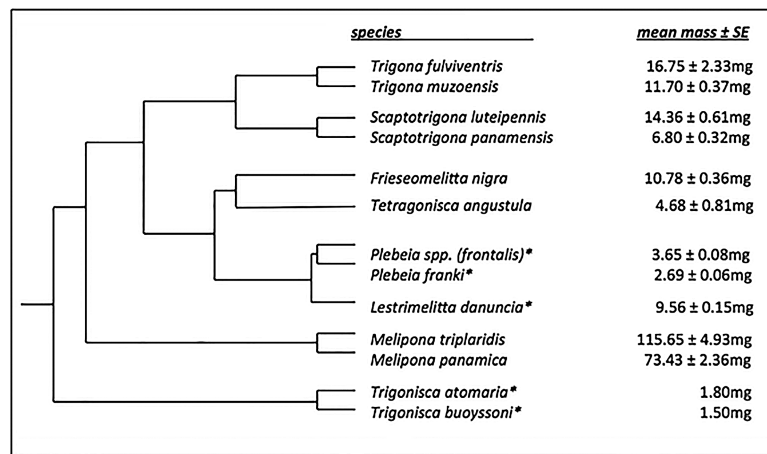 species mean mass ± SE
Trigona fulviventris 16.75 ± 2.33mg
Trigona muzoensis 11.70 ± 0.37mg
Scaptotrigona luteipennis 14.36 ± 0.61mg
Scaptotrigona panamensis 6.80 ± 0.32mg
Frieseomelitta nigra 10.78 ± 0.36mg
Tetragonisca angustula 4.68 ± 0.81mg
Plebeia spp. (frontalis)* 3.65 ± 0.08mg
Plebeia franki* 2.69 ± 0.06mg
Lestrimelitta danuncia* 9.56 ± 0.15mg
Melipona triplaridis 115.65 ± 4.93mg
Melipona panamica 73.43 ± 2.36mg
Trigonisca atomaria* 1.80mg
Trigonisca buoyssoni* 1.50mg